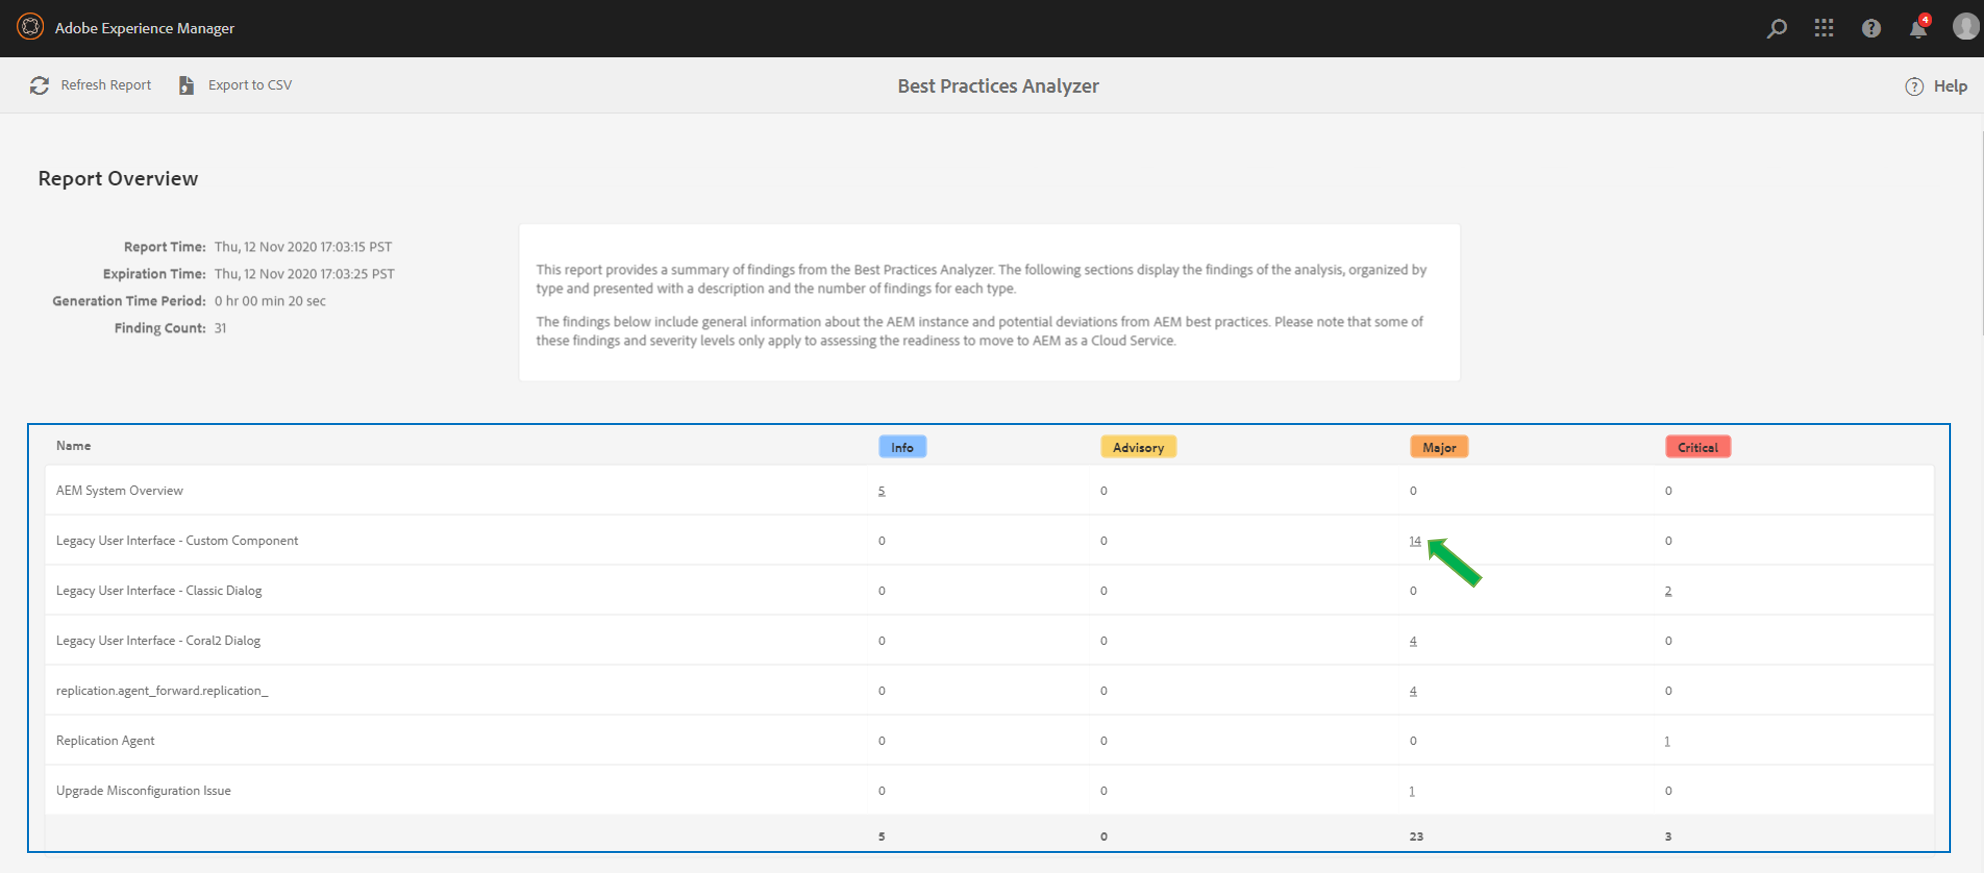 Adobe Experience Manager
4
Refresh Report
Export to CSV
Best Practices Analyzer
Help
Report Overview
Report Time: Thu, 12 Nov 2020 17:03:15 PST
Expiration Time: Thu, 12 Nov 2020 17:03:25 PST
Generation Time Period: 0 hr 00 min 20 sec
Finding Count: 31
This report provides a summary of findings from the Best Practices Analyzer. The following sections display the findings of the analysis, organized by
type and presented with a description and the number of findings for each type.
The findings below include general information about the AEM instance and potential deviations from AEM best practices. Please note that some of
these findings and severity levels only apply to assessing the readiness to move to AEM as a Cloud Service.
Name Info Advisory Major Critical
AEM System Overview 5 0 0 0
Legacy User Interface - Custom Component 0 0 14 0
Legacy User Interface - Classic Dialog 0 0 0 2
Legacy User Interface - Coral2 Dialog 0 0 4 0
replication.agent_forward.replication_ 0 0 4 0
Replication Agent 0 0 0 1
Upgrade Misconfiguration Issue 0 0 1 0
5 0 23 3